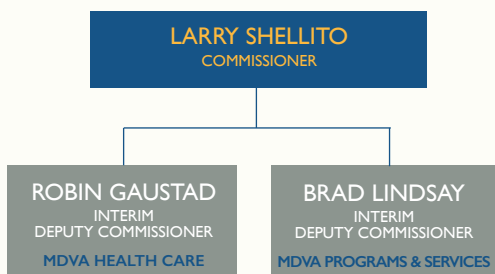 LARRY SHELLITO
COMMISSIONER
ROBIN GAUSTAD
INTERIM
DEPUTY COMMISSIONER
MDVA HEALTH CARE
BRAD LINDSAY
INTERIM
DEPUTY COMMISSIONER
MDVA PROGRAMS & SERVICES